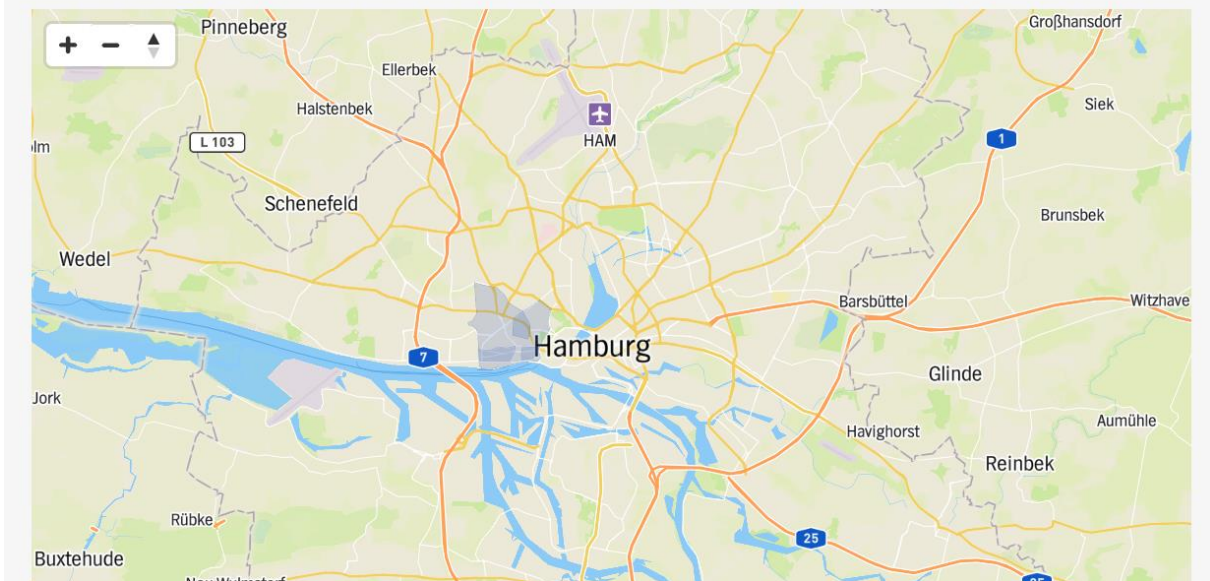 Pinneberg
Großhansdorf
+ −
Ellerbek
Halstenbek
Siek
L 103
HAM
1
lm
Schenefeld
Brunsbek
Wedel
Barsbüttel
Witzhave
Hamburg
7
Glinde
Jork
Aumühle
Havighorst
Reinbek
Rübke
25
Buxtehude